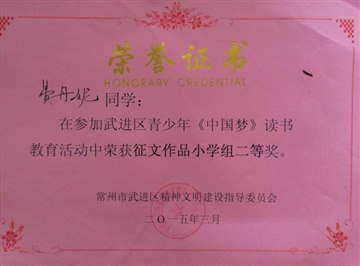 荣誉证书
HONORARY CREDENTIAL
费丹妮同学:
在参加武进区青少年《中国梦》读书
教育活动中荣获征文作品小学组二等奖。
常州市武进区精神文明建设指导委员会
二〇一五年三月